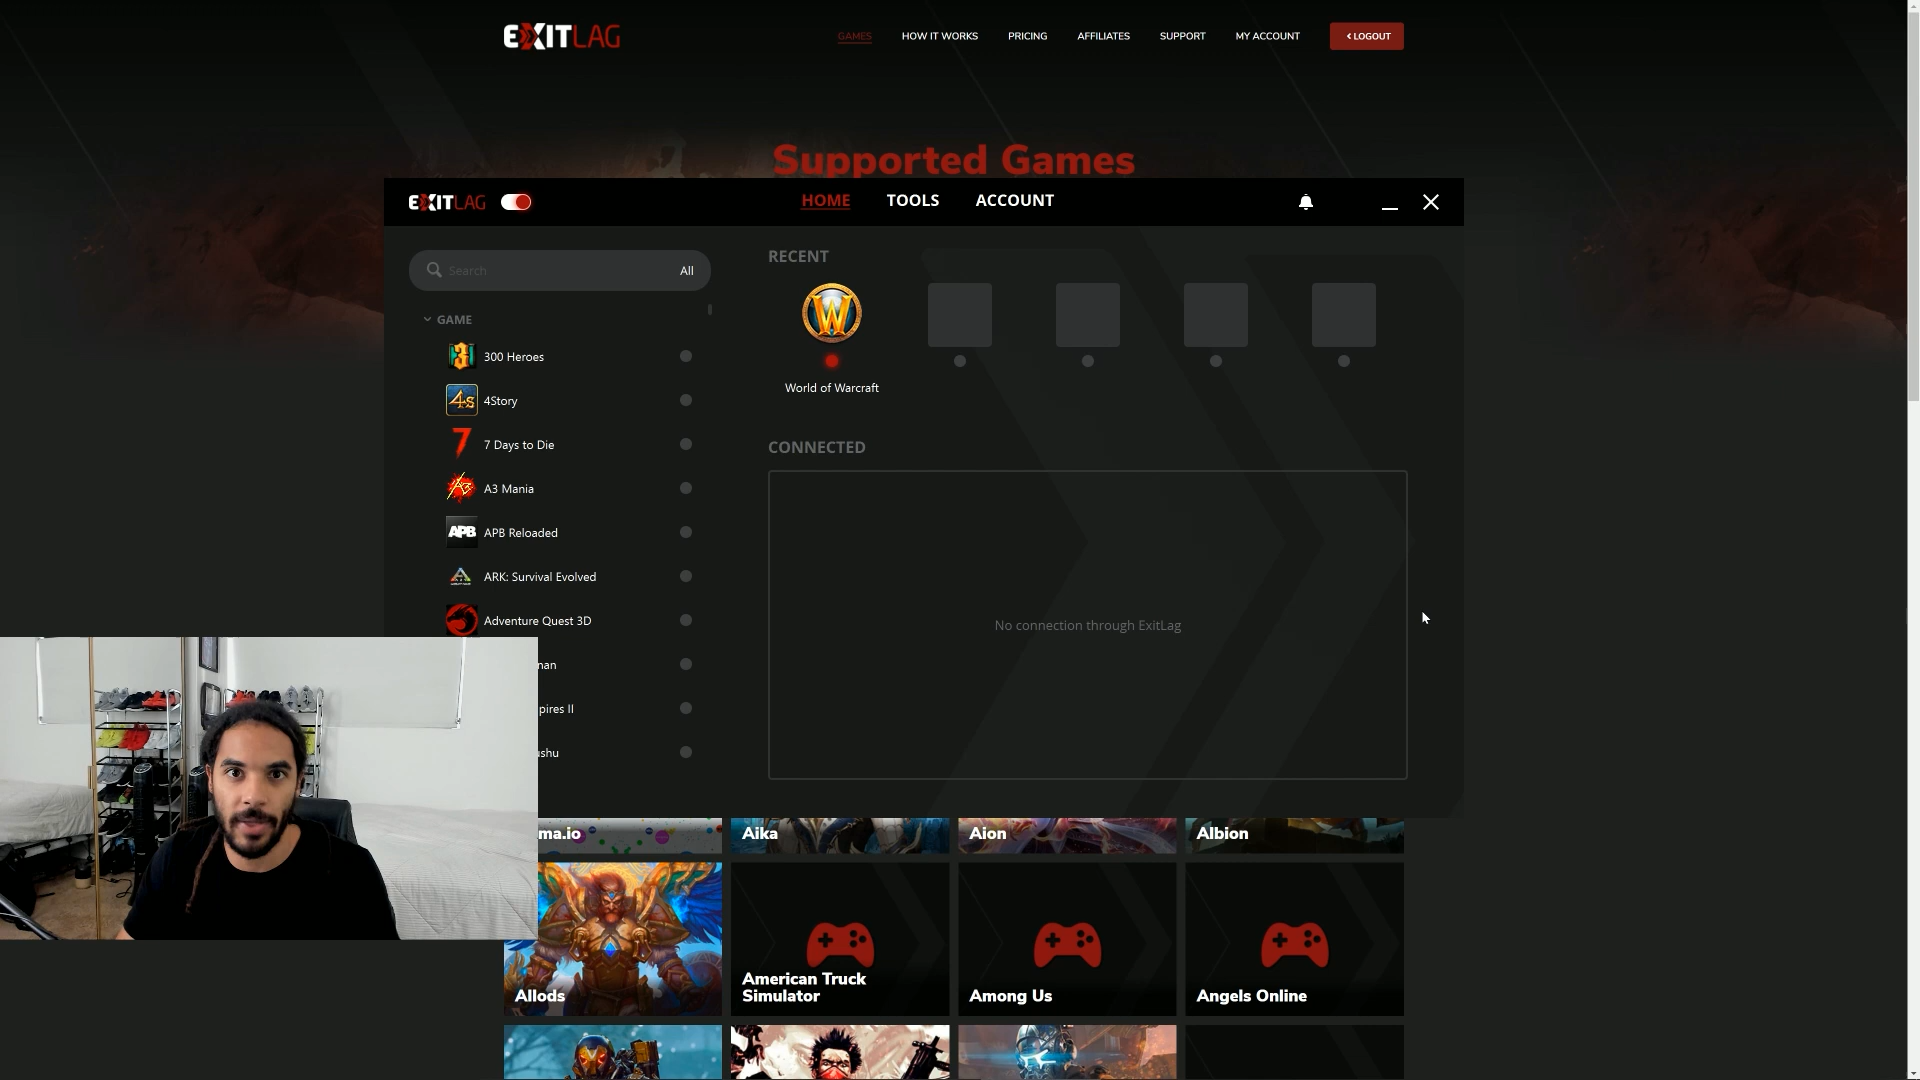 EXITLAG
GAMES
HOW IT WORKS
PRICING
AFFILIATES
SUPPORT
MY ACCOUNT
LOGOUT
Supported Games
EXITLAG
HOME
TOOLS
ACCOUNT
Search
All
GAME
300 Heroes
4Story
7 Days to Die
A3 Mania
APB APB Reloaded
ARK: Survival Evolved
Adventure Quest 3D
man
pires II
ushu
RECENT
World of Warcraft
CONNECTED
No connection through ExitLag
ma.io
Aika
Aion
Albion
Allods
American Truck
Simulator
Among Us
Angels Online